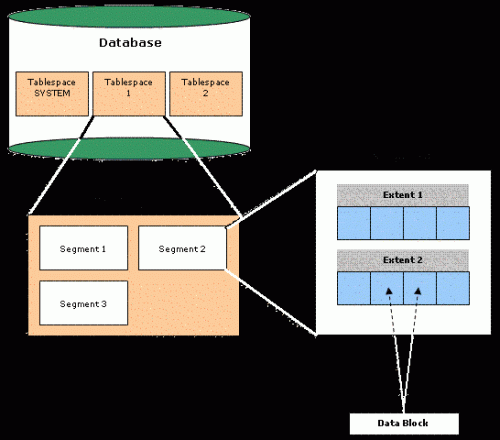 Database
Tablespace SYSTEM
Tablespace 1
Tablespace 2
Segment 1
Segment 2
Segment 3
Extent 1
Extent 2
Data Block